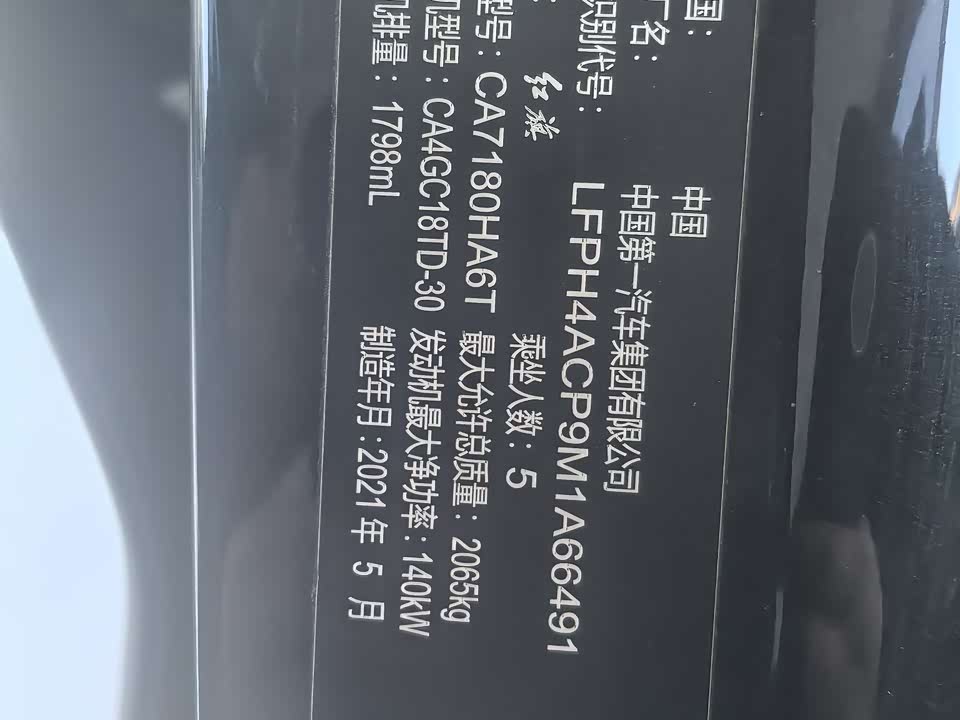 国: 中国
厂名: 中国第一汽车集团有限公司
识别代号: LFPH4ACP9M1A66491
: 红旗 乘坐人数: 5
型号: CA7180HA6T 最大允许总质量: 2065kg
机型号: CA4GC18TD-30 发动机最大净功率: 140kW
机排量: 1798mL 制造年月:2021 年 5 月